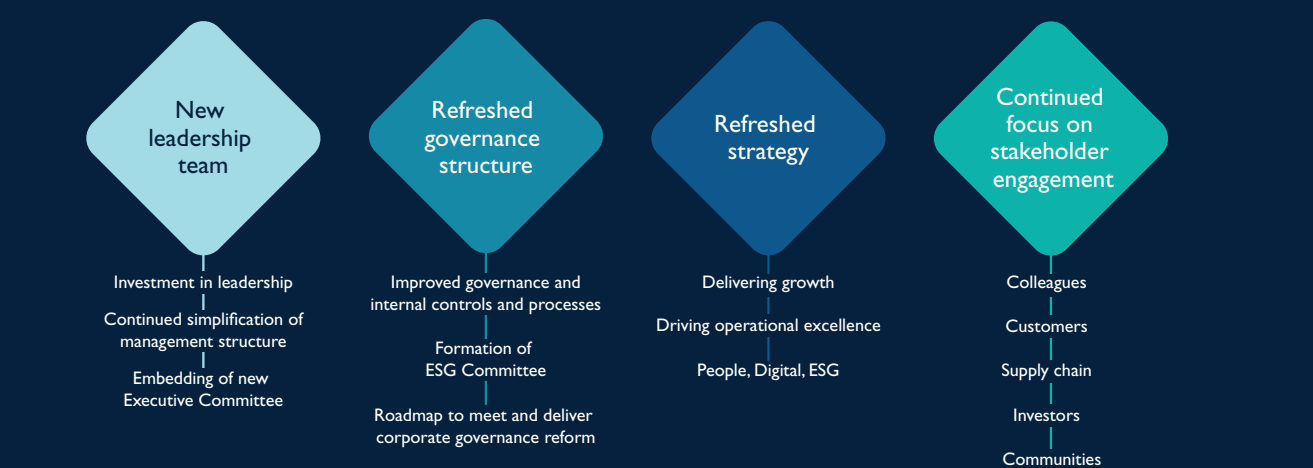 New
leadership
team
Investment in leadership
Continued simplification of
management structure
Embedding of new
Executive Committee
Refreshed
governance
structure
Improved governance and
internal controls and processes
Formation of
ESG Committee
Roadmap to meet and deliver
corporate governance reform
Refreshed
strategy
Delivering growth
Driving operational excellence
People, Digital, ESG
Continued
focus on
stakeholder
engagement
Colleagues
Customers
Supply chain
Investors
Communities